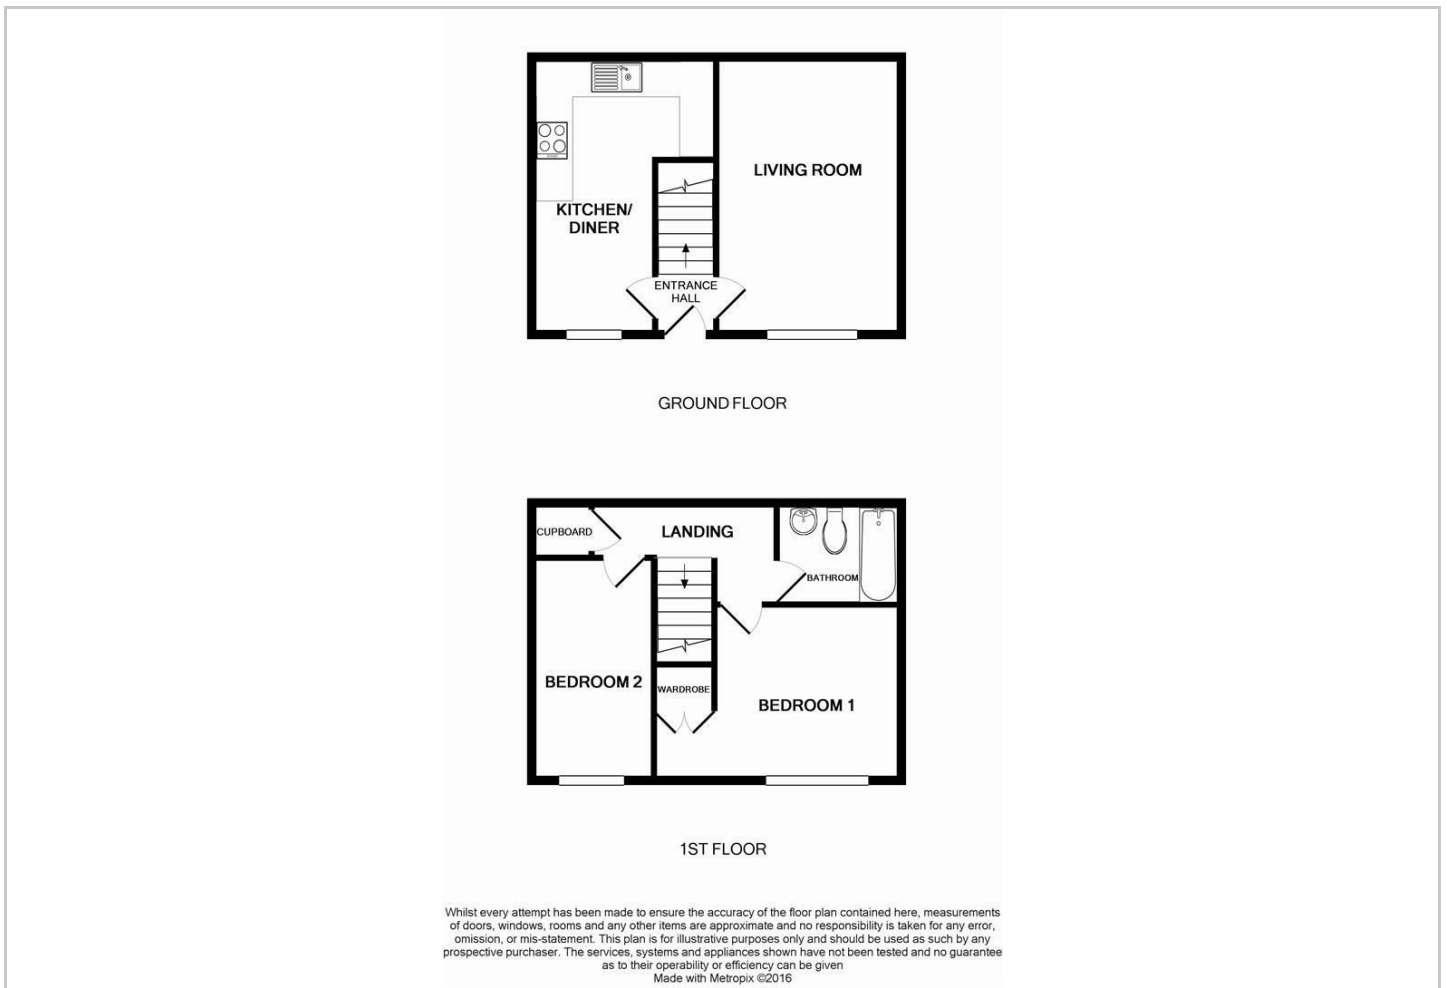 LIVING ROOM
KITCHEN/
DINER
ENTRANCE
HALL
GROUND FLOOR
CUPBOARD
LANDING
BATHROOM
BEDROOM 2
WARDROBE
BEDROOM 1
1ST FLOOR
Whilst every attempt has been made to ensure the accuracy of the floor plan contained here, measurements
of doors, windows, rooms and any other items are approximate and no responsibility is taken for any error,
omission, or mis-statement. This plan is for illustrative purposes only and should be used as such by any
prospective purchaser. The services, systems and appliances shown have not been tested and no guarantee
as to their operability or efficiency can be given
Made with Metropix ©2016